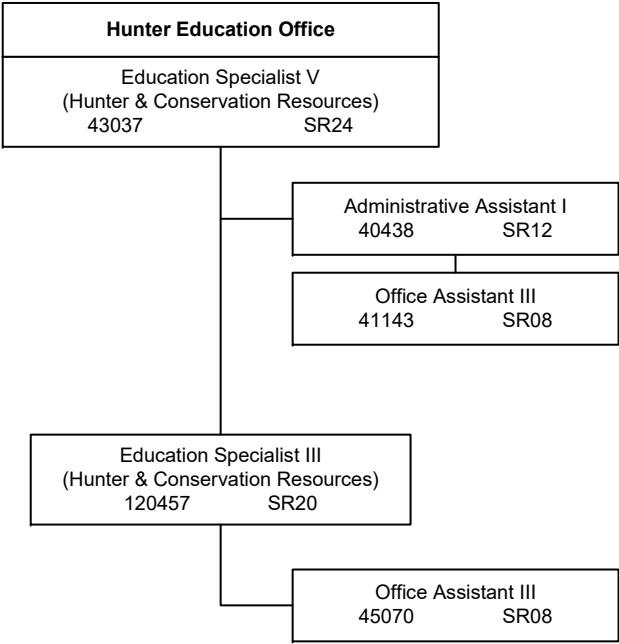 Hunter Education Office
Education Specialist V
(Hunter & Conservation Resources)
43037 SR24
Administrative Assistant I
40438 SR12
Office Assistant III
41143 SR08
Education Specialist III
(Hunter & Conservation Resources)
120457 SR20
Office Assistant III
45070 SR08